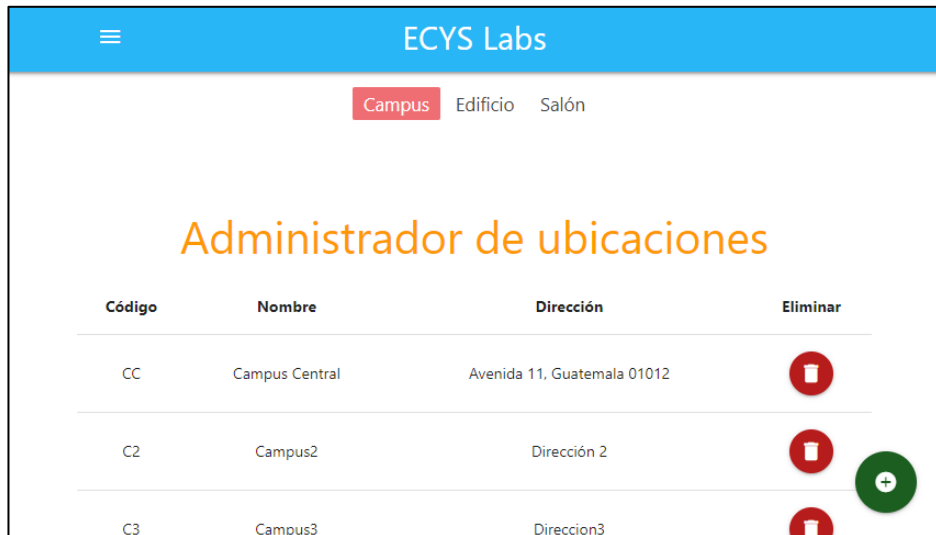 ECYS Labs
Campus Edificio Salón
Administrador de ubicaciones
Código Nombre Dirección Eliminar
CC Campus Central Avenida 11, Guatemala 01012
C2 Campus2 Dirección 2
C3 Campus3 Direccion3